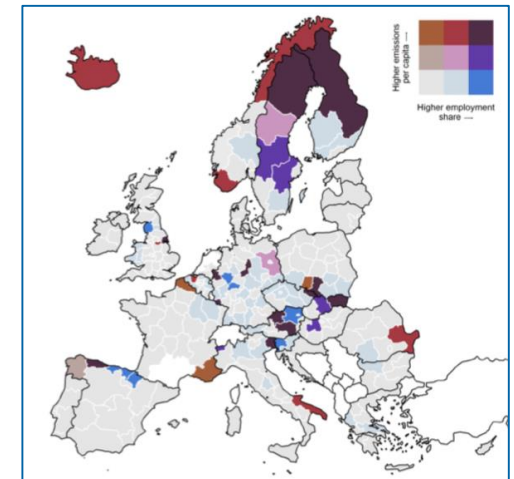 Higher emissions
per capita →
Higher employment
share →